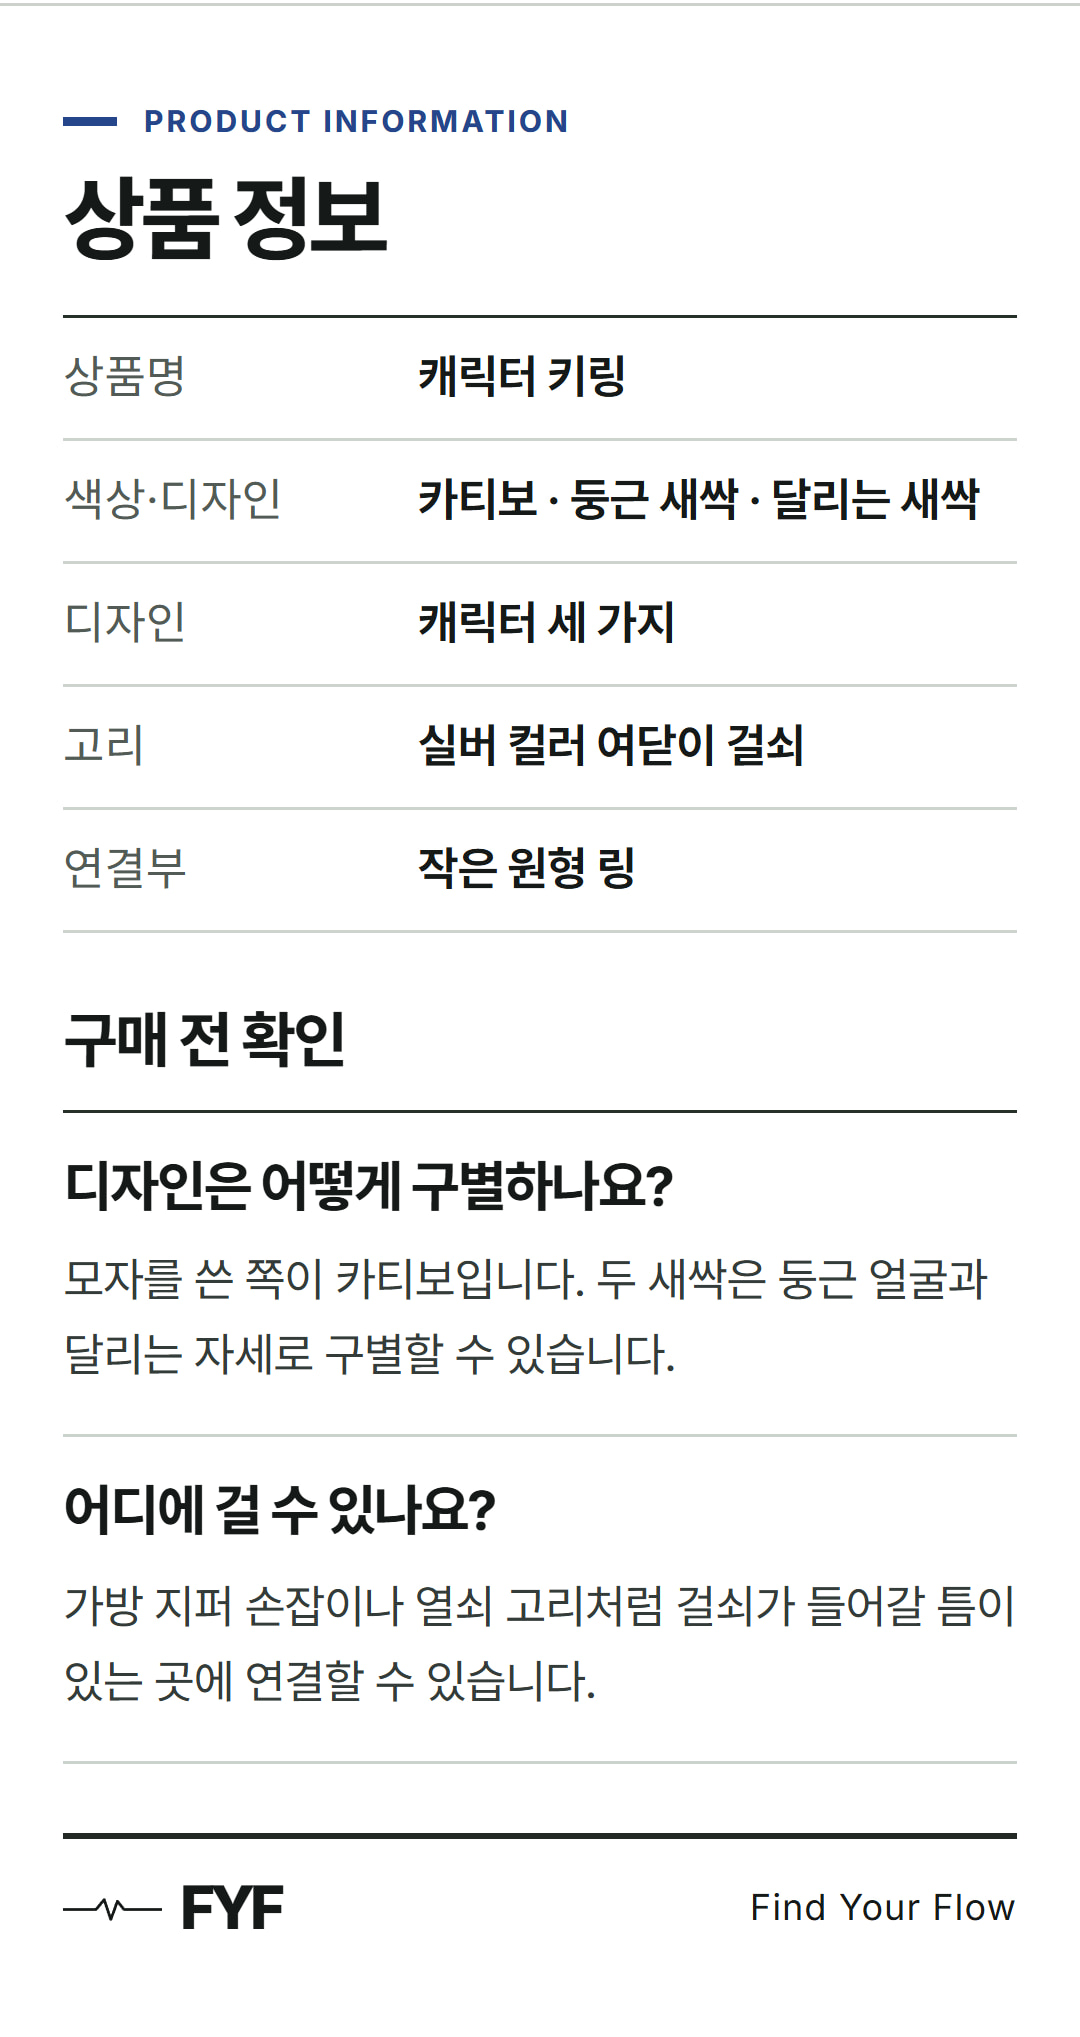 PRODUCT INFORMATION
상품 정보
상품명 캐릭터 키링
색상·디자인 카티보 · 둥근 새싹 · 달리는 새싹
디자인 캐릭터 세 가지
고리 실버 컬러 여닫이 걸쇠
연결부 작은 원형 링
구매 전 확인
디자인은 어떻게 구별하나요?
모자를 쓴 쪽이 카티보입니다. 두 새싹은 둥근 얼굴과
달리는 자세로 구별할 수 있습니다.
어디에 걸 수 있나요?
가방 지퍼 손잡이나 열쇠 고리처럼 걸쇠가 들어갈 틈이
있는 곳에 연결할 수 있습니다.
FYF Find Your Flow